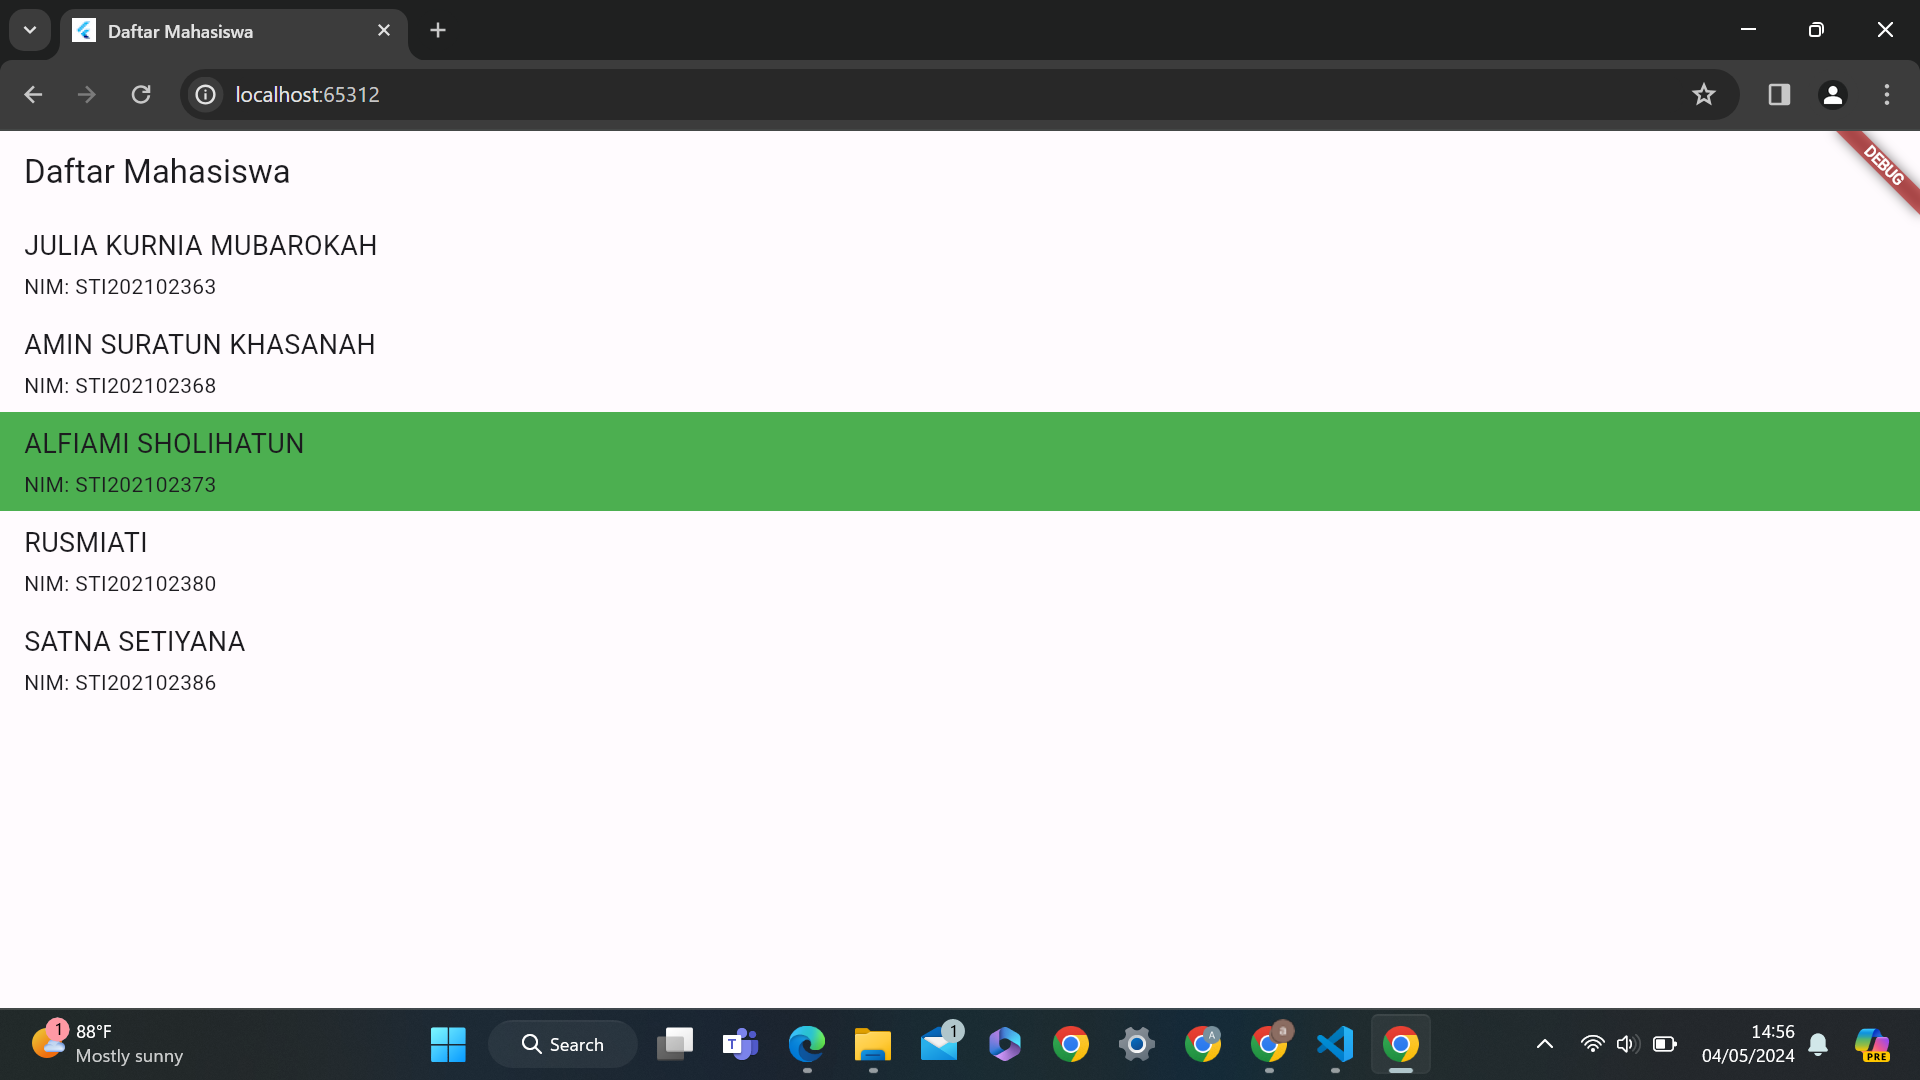 Daftar Mahasiswa
localhost:65312
Daftar Mahasiswa
DEBUG
JULIA KURNIA MUBAROKAH
NIM: STI202102363
AMIN SURATUN KHASANAH
NIM: STI202102368
ALFIAMI SHOLIHATUN
NIM: STI202102373
RUSMIATI
NIM: STI202102380
SATNA SETIYANA
NIM: STI202102386
1
88°F
Mostly sunny
Search
T
1
A
a
14:56
04/05/2024
PRE